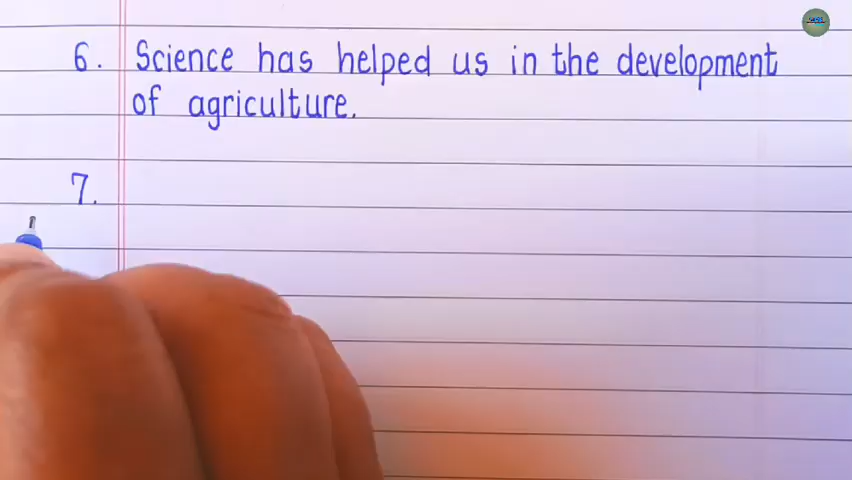 6. Science has helped us in the development
of agriculture.
7.